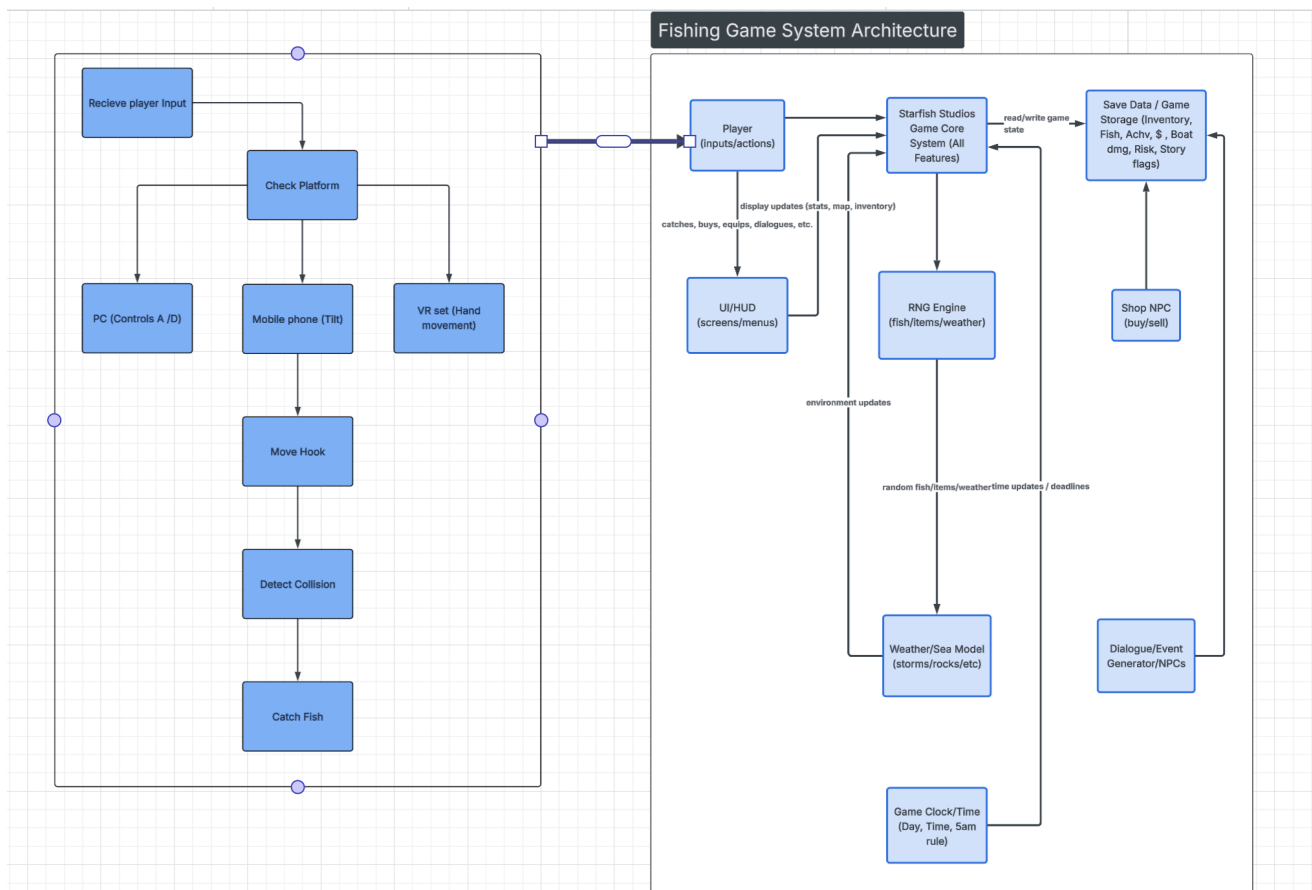 Fishing Game System Architecture
Recieve player Input
Check Platform
PC (Controls A /D)
Mobile phone (Tilt)
VR set (Hand
movement)
Move Hook
Detect Collision
Catch Fish
Player
(inputs/actions)
Starfish Studios
Game Core
System (All
Features)
read/write game
state
Save Data / Game
Storage (Inventory,
Fish, Achv, $ , Boat
dmg, Risk, Story
flags)
display updates (stats, map, inventory)
catches, buys, equips, dialogues, etc.
UI/HUD
(screens/menus)
RNG Engine
(fish/items/weather)
Shop NPC
(buy/sell)
environment updates
random fish/items/weather
time updates / deadlines
Weather/Sea Model
(storms/rocks/etc)
Dialogue/Event
Generator/NPCs
Game Clock/Time
(Day, Time, 5am
rule)